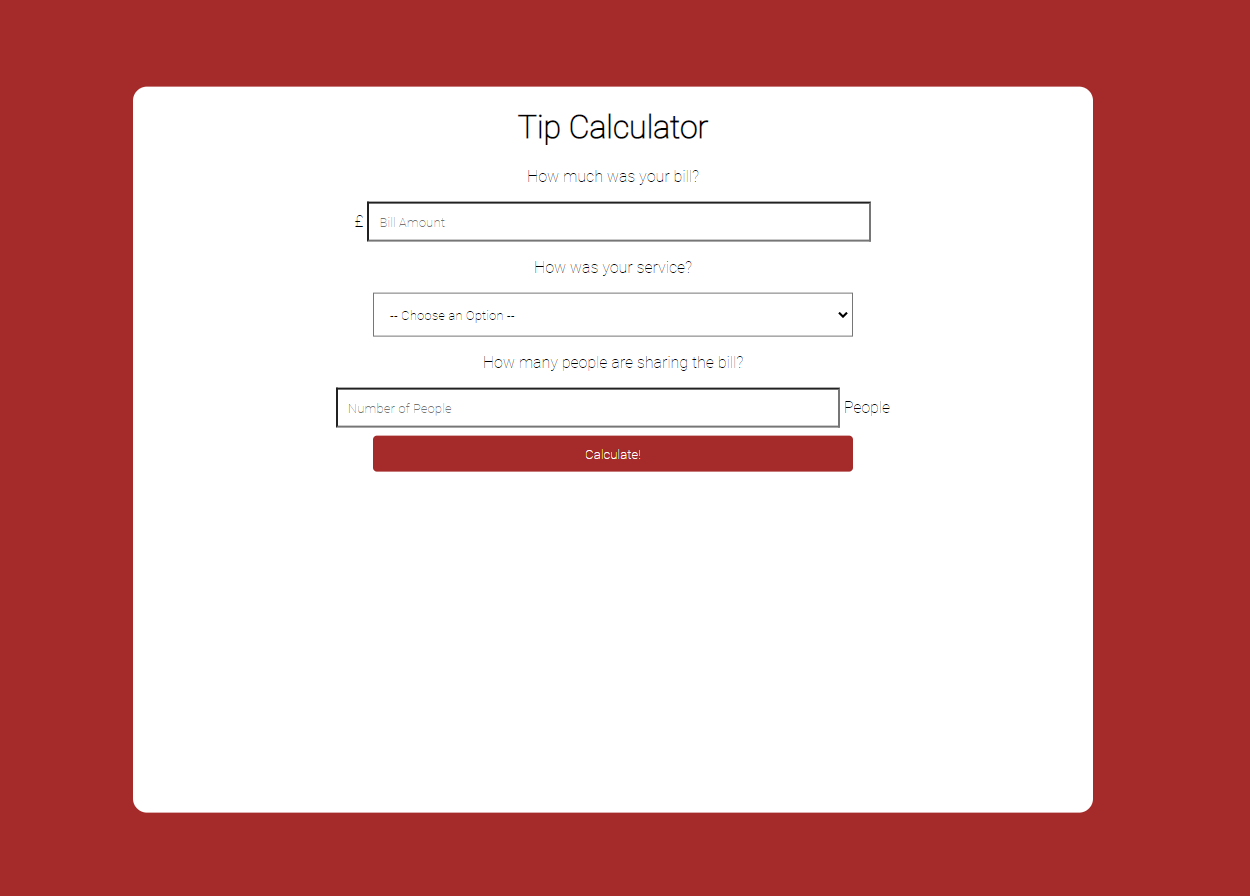 Tip Calculator
How much was your bill?
£ Bill Amount
How was your service?
-- Choose an Option --
How many people are sharing the bill?
Number of People People
Calculate!